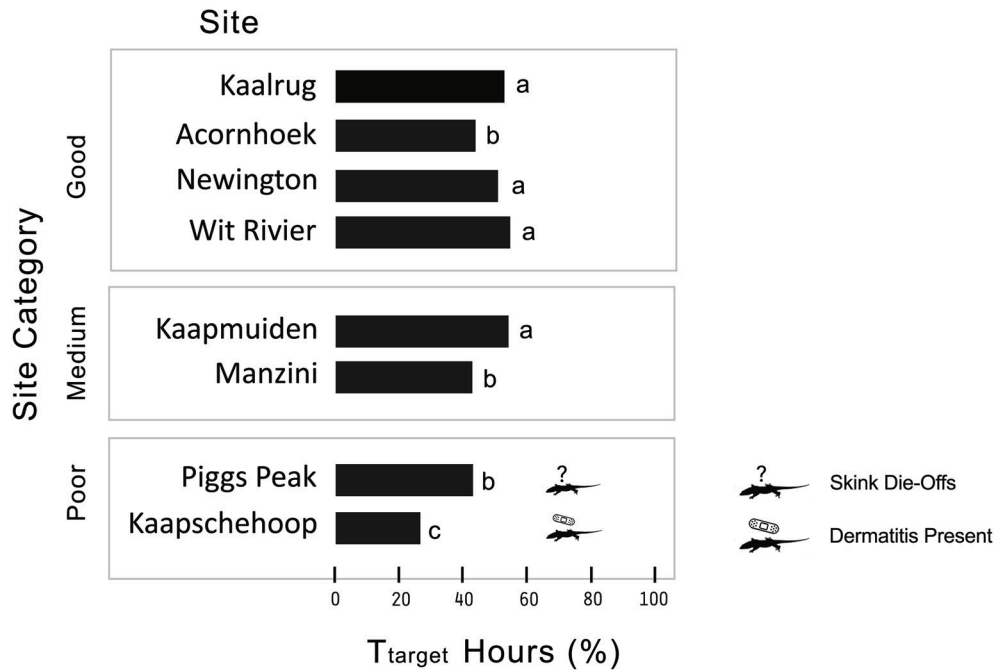 Site
Site Category
Good
Kaalrug a
Acornhoek b
Newington a
Wit Rivier a
Medium
Kaapmuiden a
Manzini b
Poor
Piggs Peak b ?
Kaapschehoop c
? Skink Die-Offs
Dermatitis Present
0 20 40 60 80 100
Ttarget Hours (%)